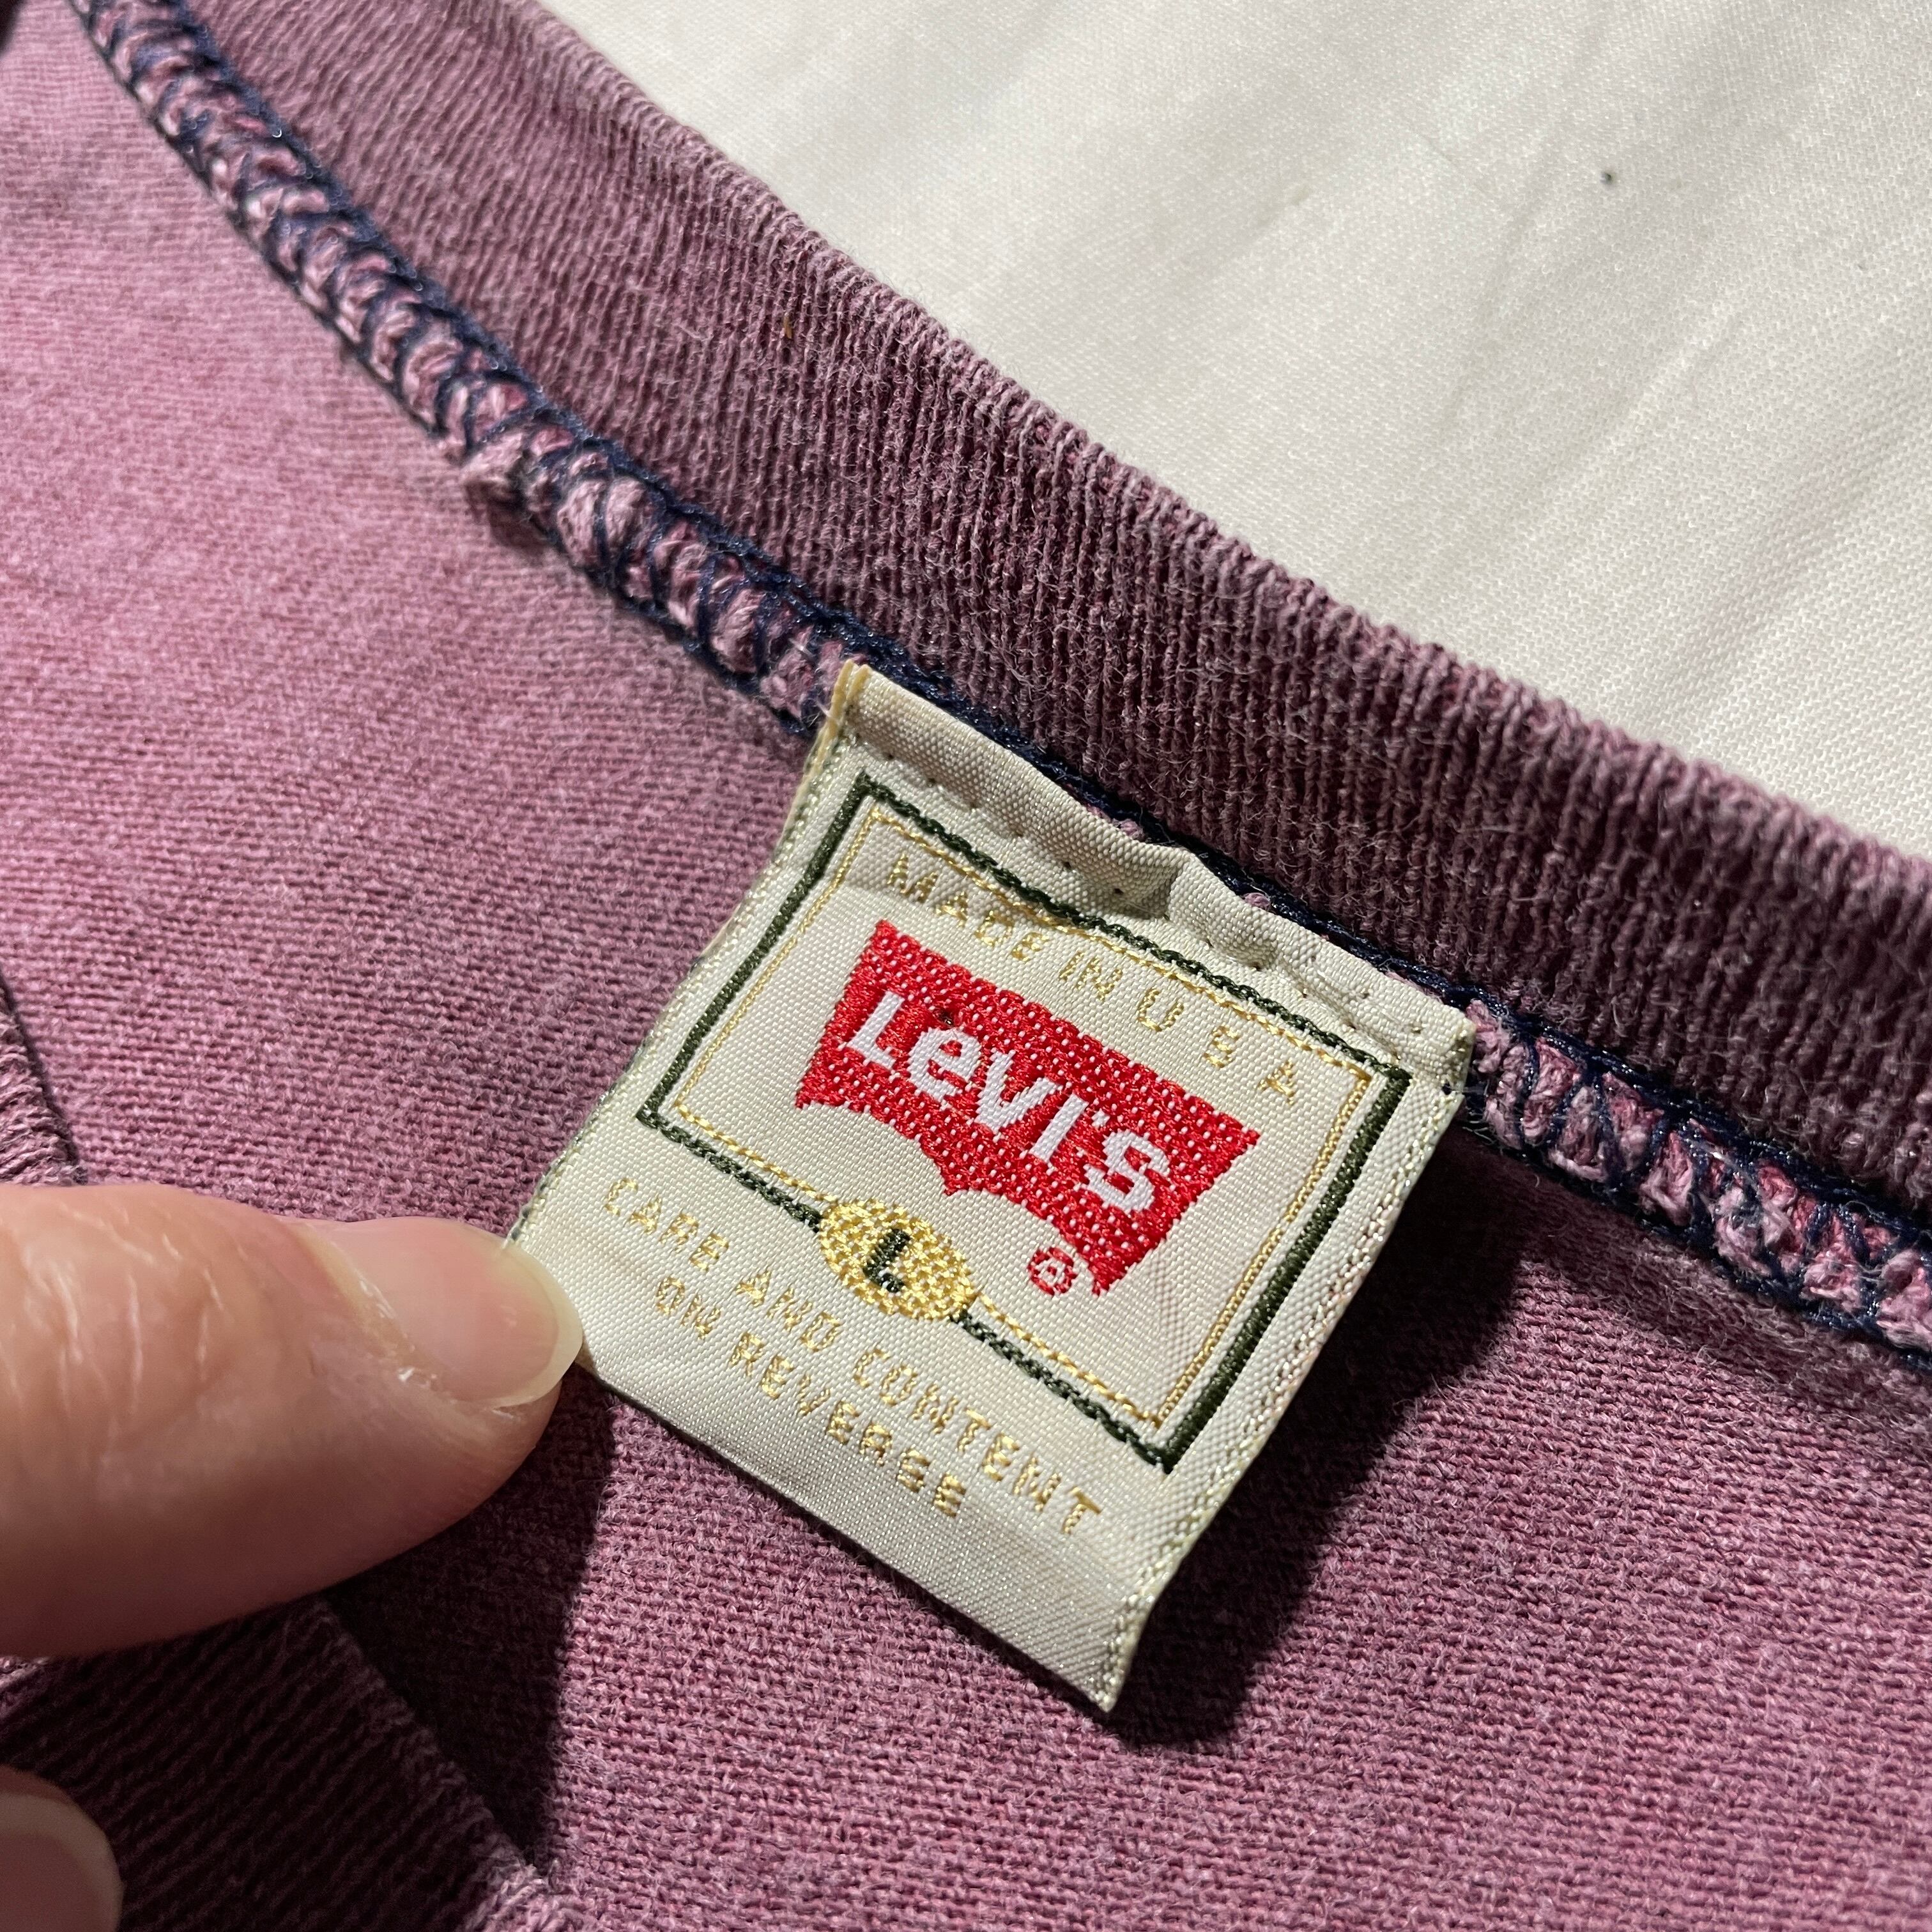 MADE IN U S A
LEVI'S
®
L
CARE AND CONTENT
ON REVERSE